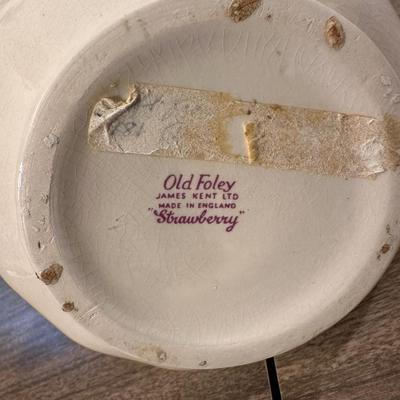 Old Foley
JAMES KENT LTD
MADE IN ENGLAND
"Strawberry"